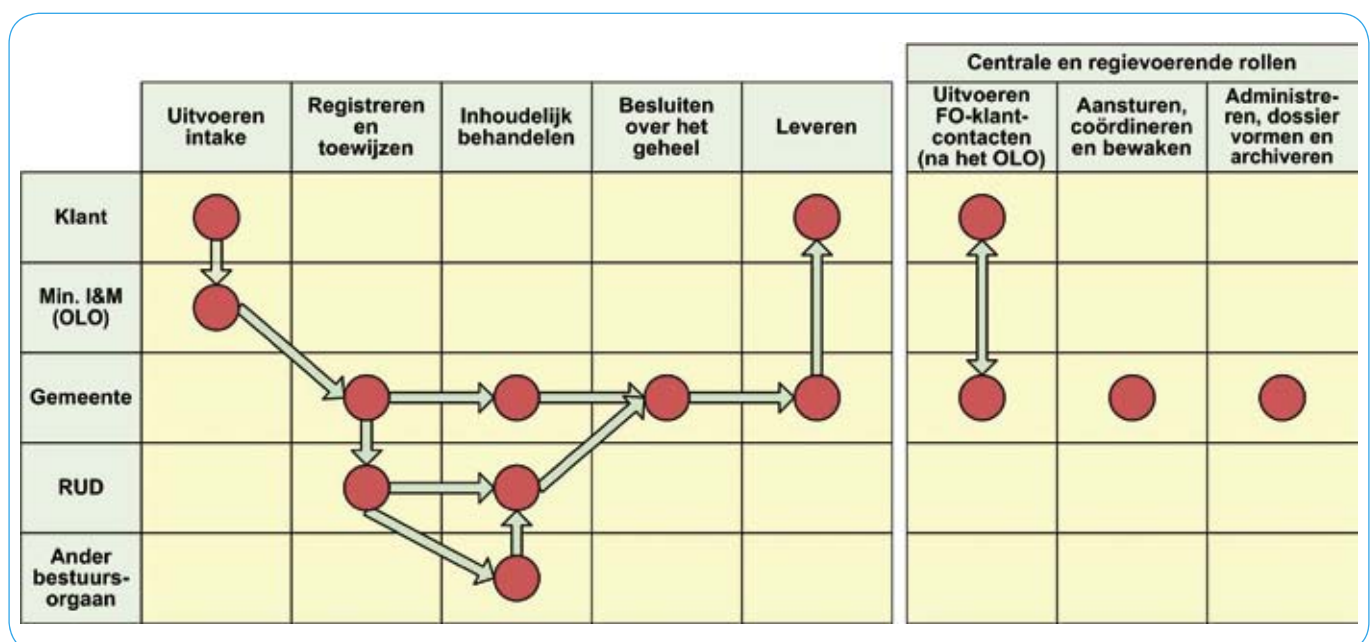 Centrale en regievoerende rollen
Uitvoeren
intake
Registreren
en
toewijzen
Inhoudelijk
behandelen
Besluiten
over het
geheel
Leveren
Uitvoeren
FO-klant-
contacten
(na het OLO)
Aansturen,
coördineren
en bewaken
Administre-
ren, dossier
vormen en
archiveren
Klant
Min. I&M
(OLO)
Gemeente
RUD
Ander
bestuurs-
orgaan